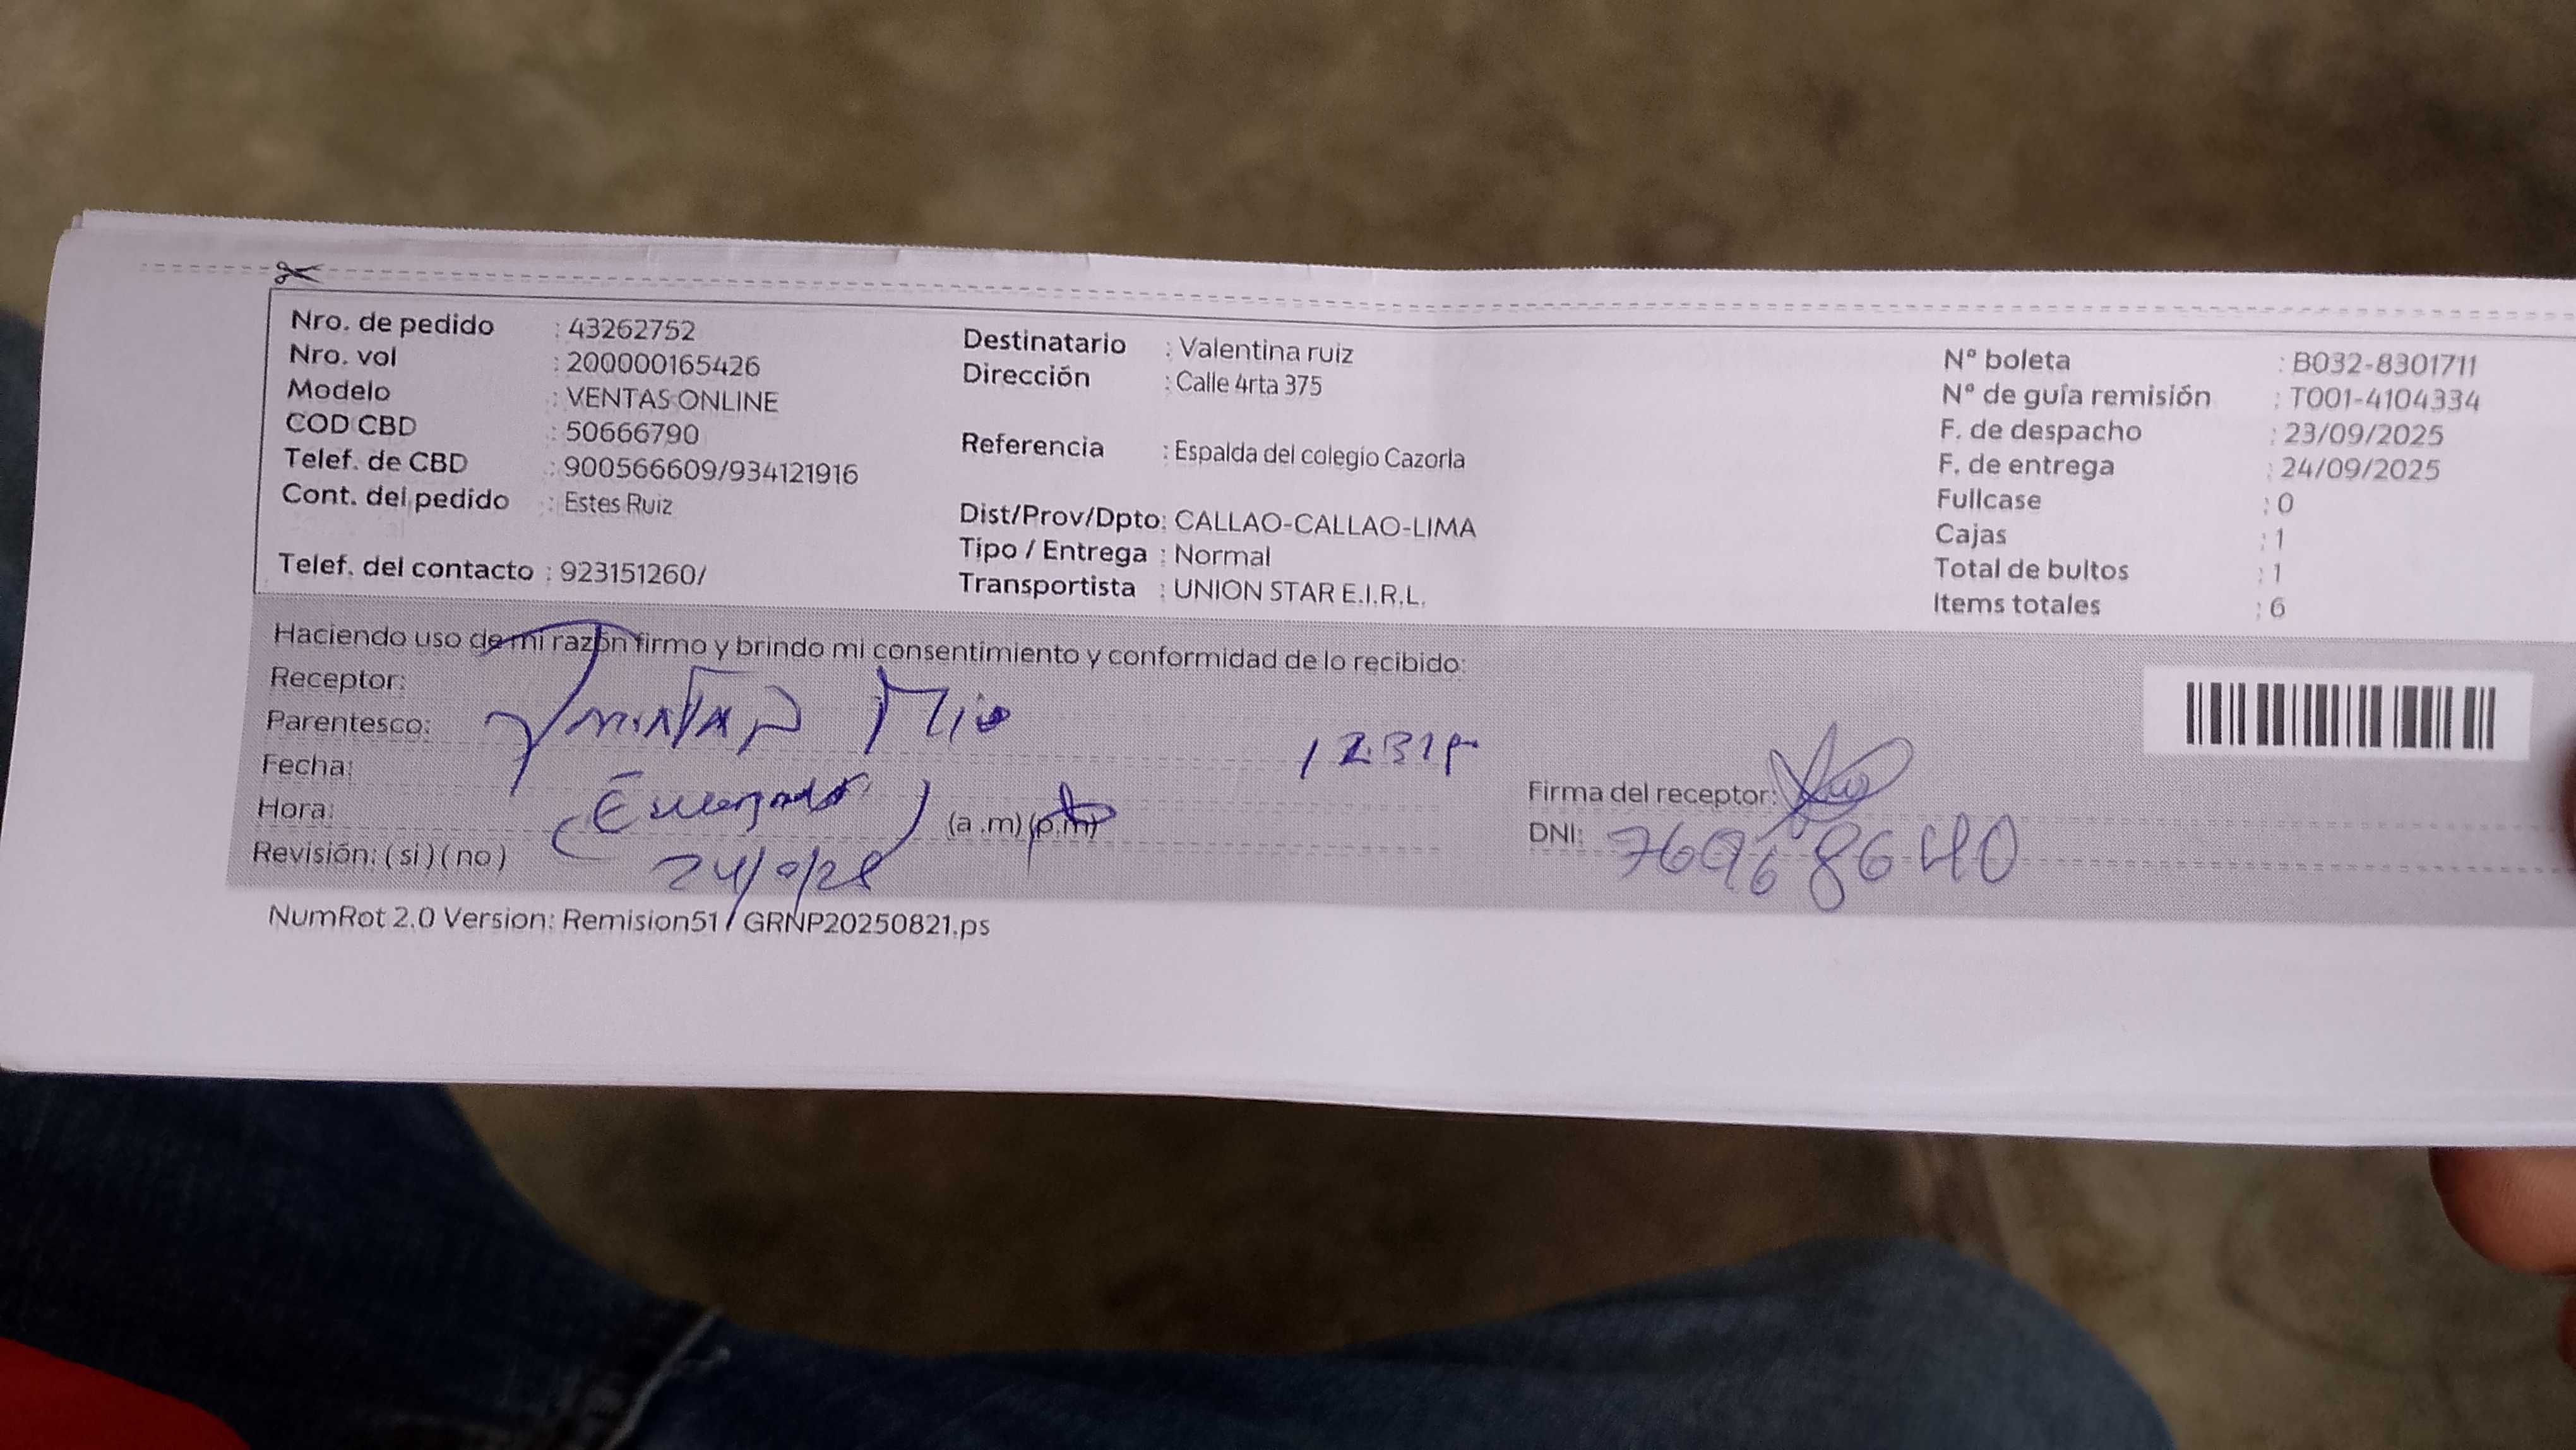 Nro. de pedido : 43262752
Nro. vol : 200000165426
Modelo : VENTAS ONLINE
COD CBD : 50666790
Telef. de CBD : 900566609/934121916
Cont. del pedido : Estes Ruiz
Telef. del contacto : 923151260/
Destinatario : Valentina ruiz
Dirección : Calle 4rta 375
Referencia : Espalda del colegio Cazorla
Dist/Prov/Dpto: CALLAO-CALLAO-LIMA
Tipo / Entrega : Normal
Transportista : UNION STAR E.I.R.L.
N° boleta : B032-8301711
N° de guía remisión : T001-4104334
F. de despacho : 23/09/2025
F. de entrega : 24/09/2025
Fullcase : 0
Cajas : 1
Total de bultos : 1
Items totales : 6
Haciendo uso de mi razón firmo y brindo mi consentimiento y conformidad de lo recibido:
Receptor:
Parentesco:
Fecha:
Hora: (a .m) (p.m)
Revisión: ( si ) ( no )
Firma del receptor:
DNI: 76968640
NumRot 2.0 Version: Remision51 / GRNP20250821.ps